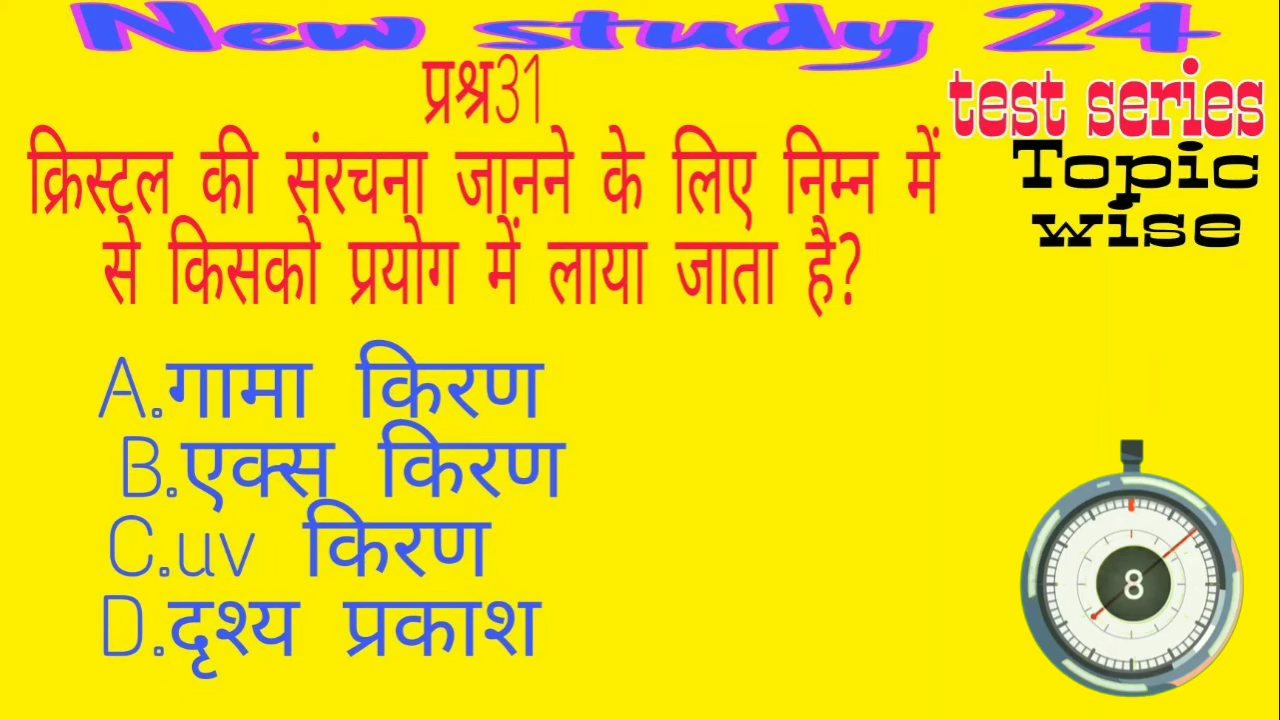 New study 24
test series
Topic
wise
प्रश्न31
क्रिस्टल की संरचना जानने के लिए निम्न में
से किसको प्रयोग में लाया जाता है?
A.गामा किरण
B.एक्स किरण
C.uv किरण
D.दृश्य प्रकाश
8